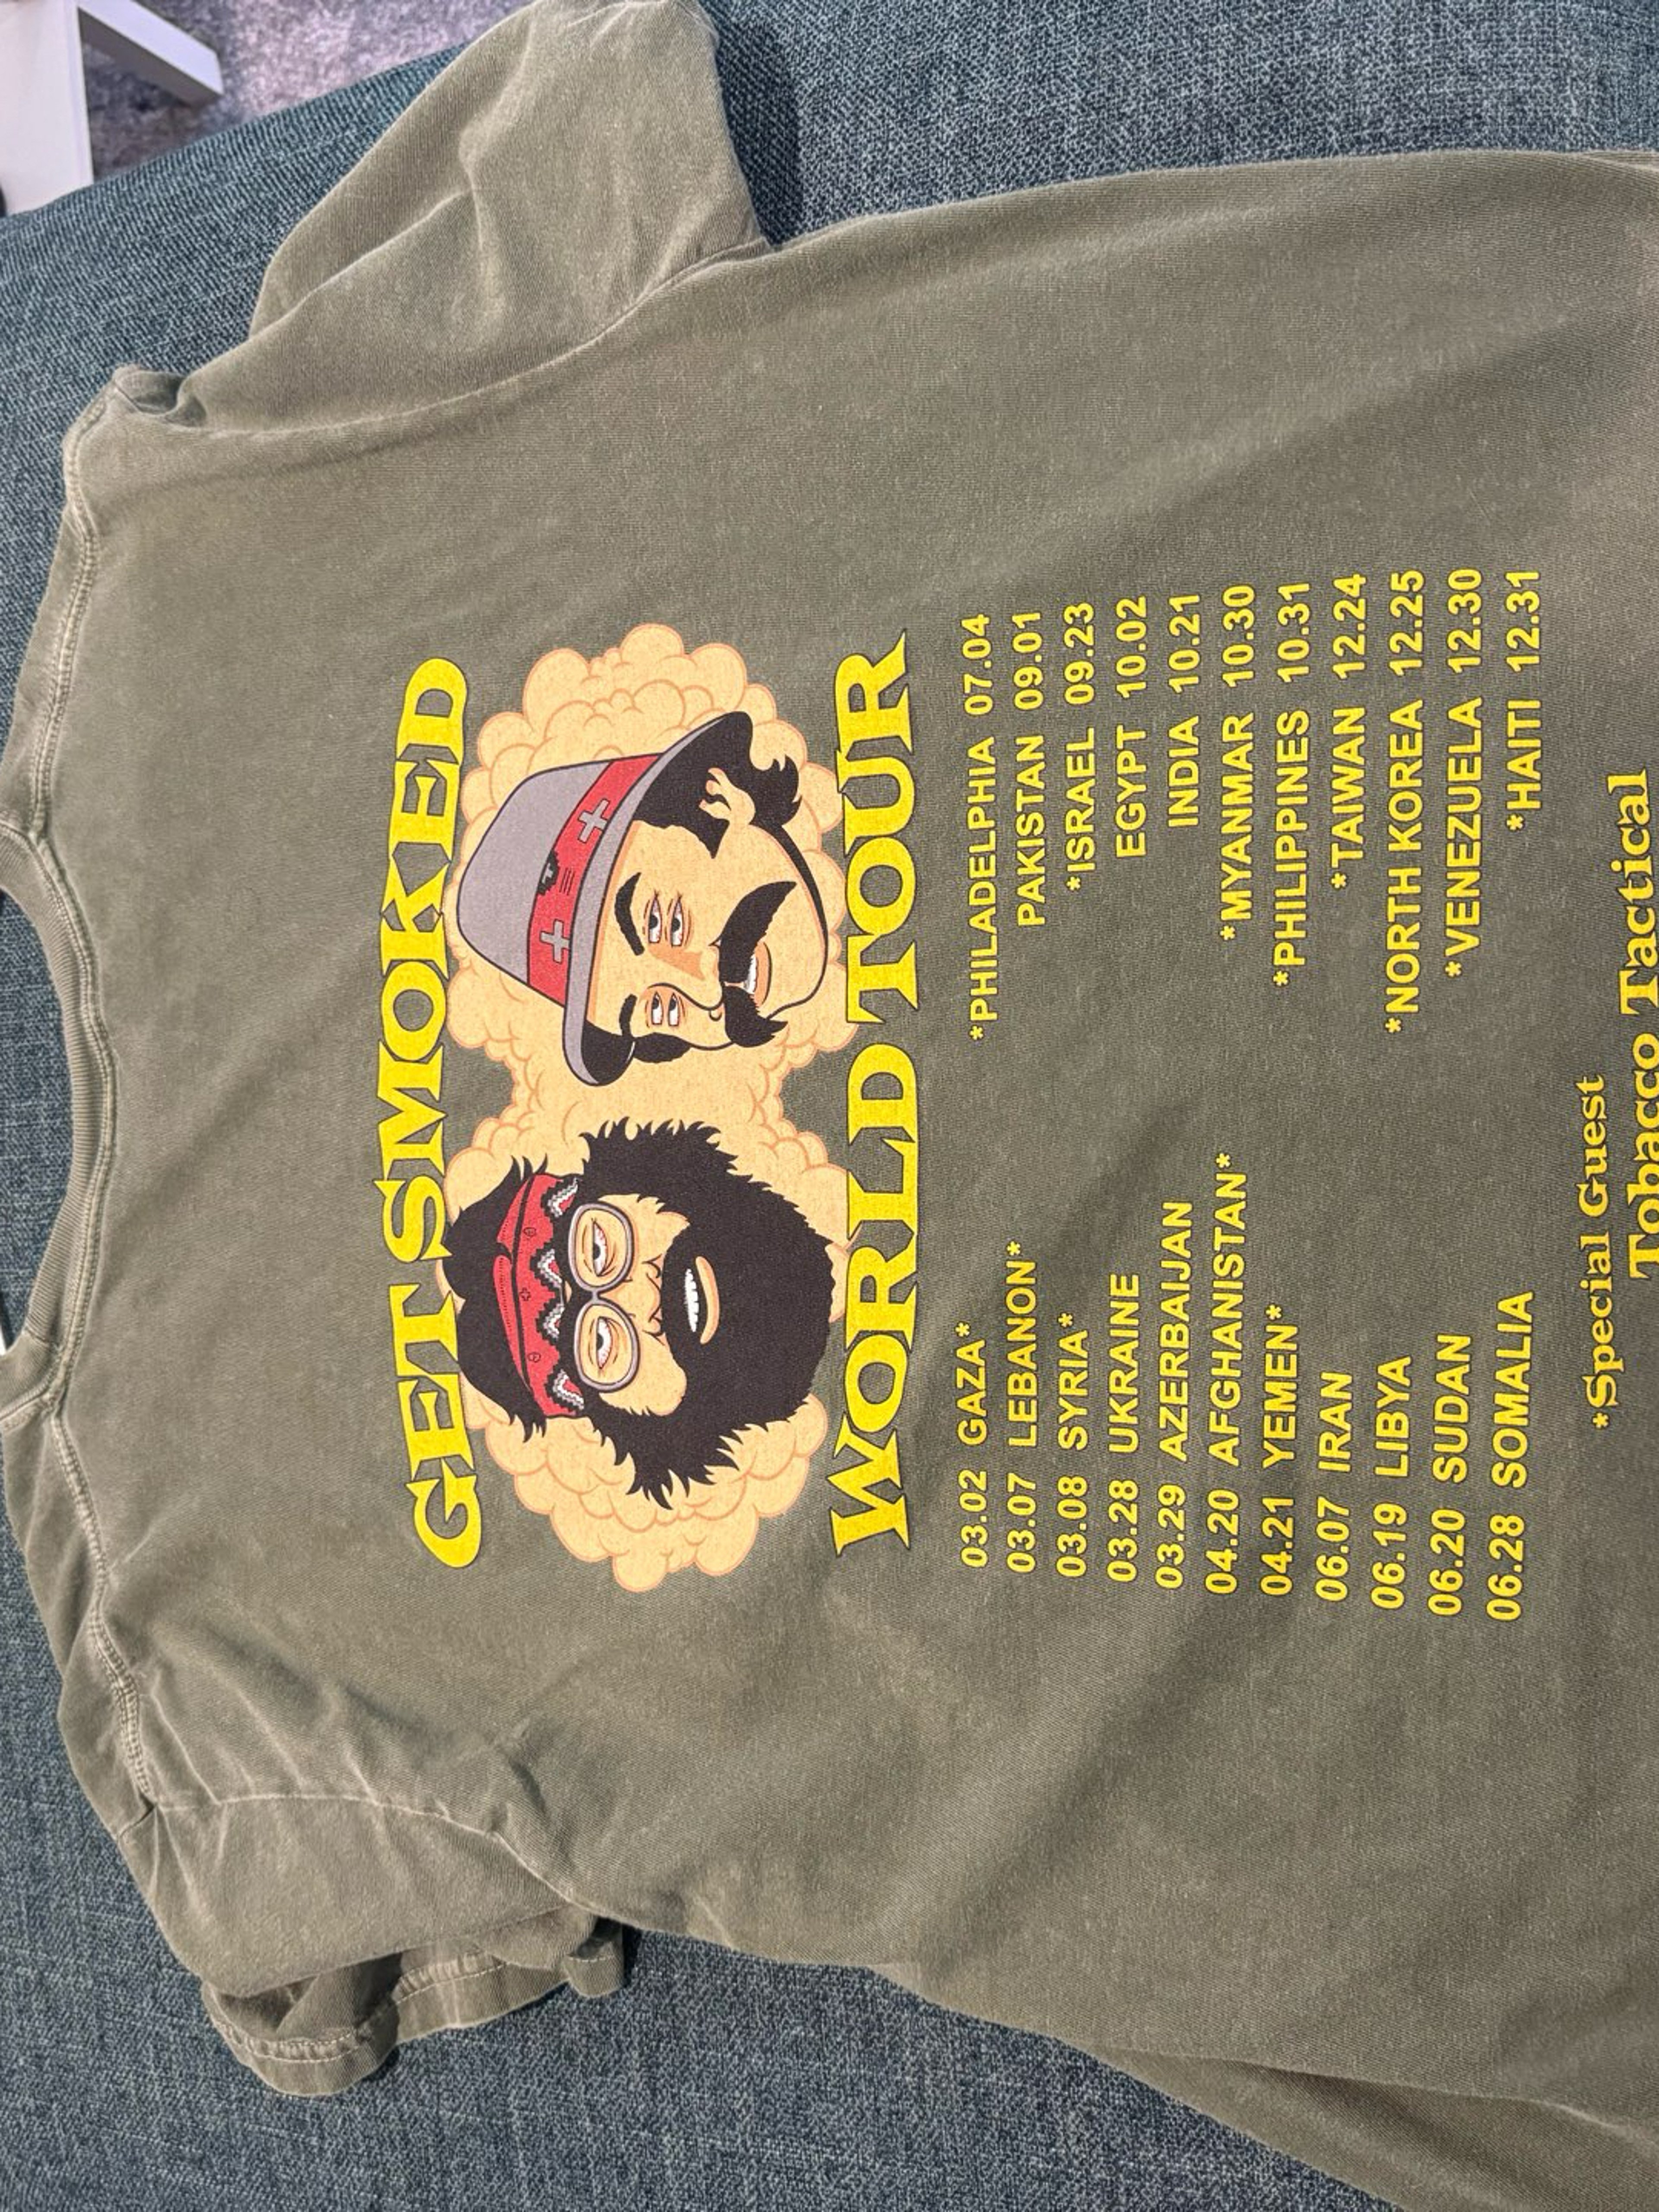 GET SMOKED
WORLD TOUR
03.02 GAZA*
03.07 LEBANON*
03.08 SYRIA*
03.28 UKRAINE
03.29 AZERBAIJAN
04.20 AFGHANISTAN*
04.21 YEMEN*
06.07 IRAN
06.19 LIBYA
06.20 SUDAN
06.28 SOMALIA
*PHILADELPHIA 07.04
PAKISTAN 09.01
*ISRAEL 09.23
EGYPT 10.02
INDIA 10.21
*MYANMAR 10.30
*PHILIPPINES 10.31
*TAIWAN 12.24
*NORTH KOREA 12.25
*VENEZUELA 12.30
*HAITI 12.31
*Special Guest
Tobacco Tactical